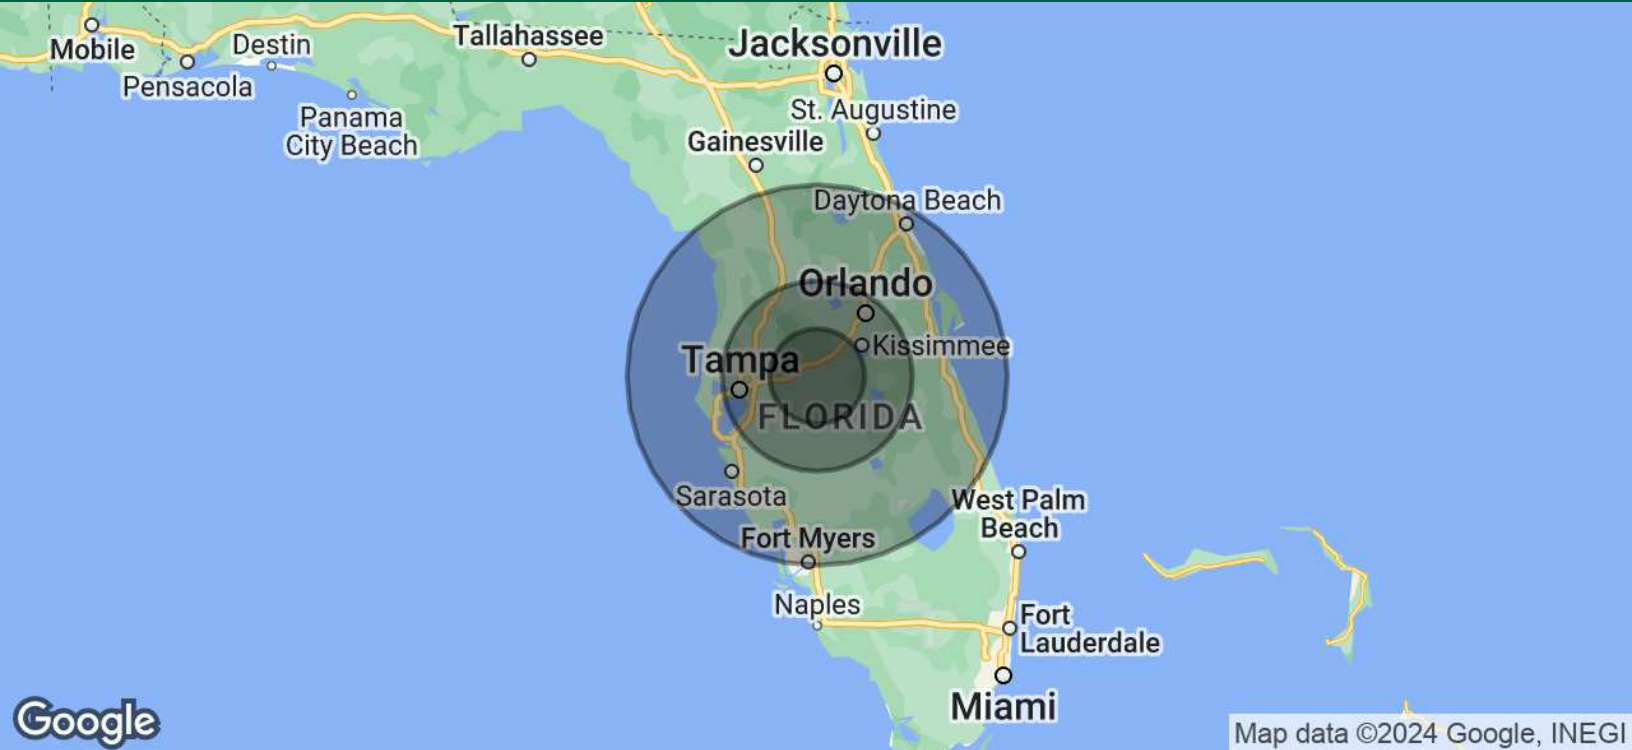 Jacksonville
Tallahassee
Destin
Mobile
Pensacola
Panama
City Beach
St. Augustine
Gainesville
Daytona Beach
Orlando
Kissimmee
Tampa
FLORIDA
Sarasota
West Palm
Beach
Fort Myers
Naples
Fort
Lauderdale
Miami
Google
Map data ©2024 Google, INEGI